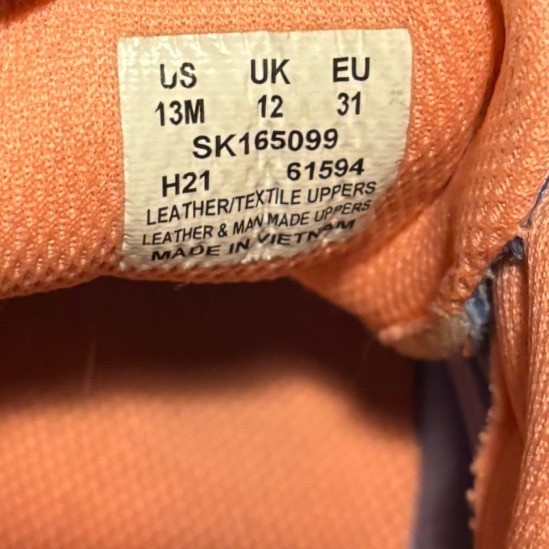 US UK EU
13M 12 31
SK165099
H21 61594
LEATHER/TEXTILE UPPERS
LEATHER & MAN MADE UPPERS
MADE IN VIETNAM